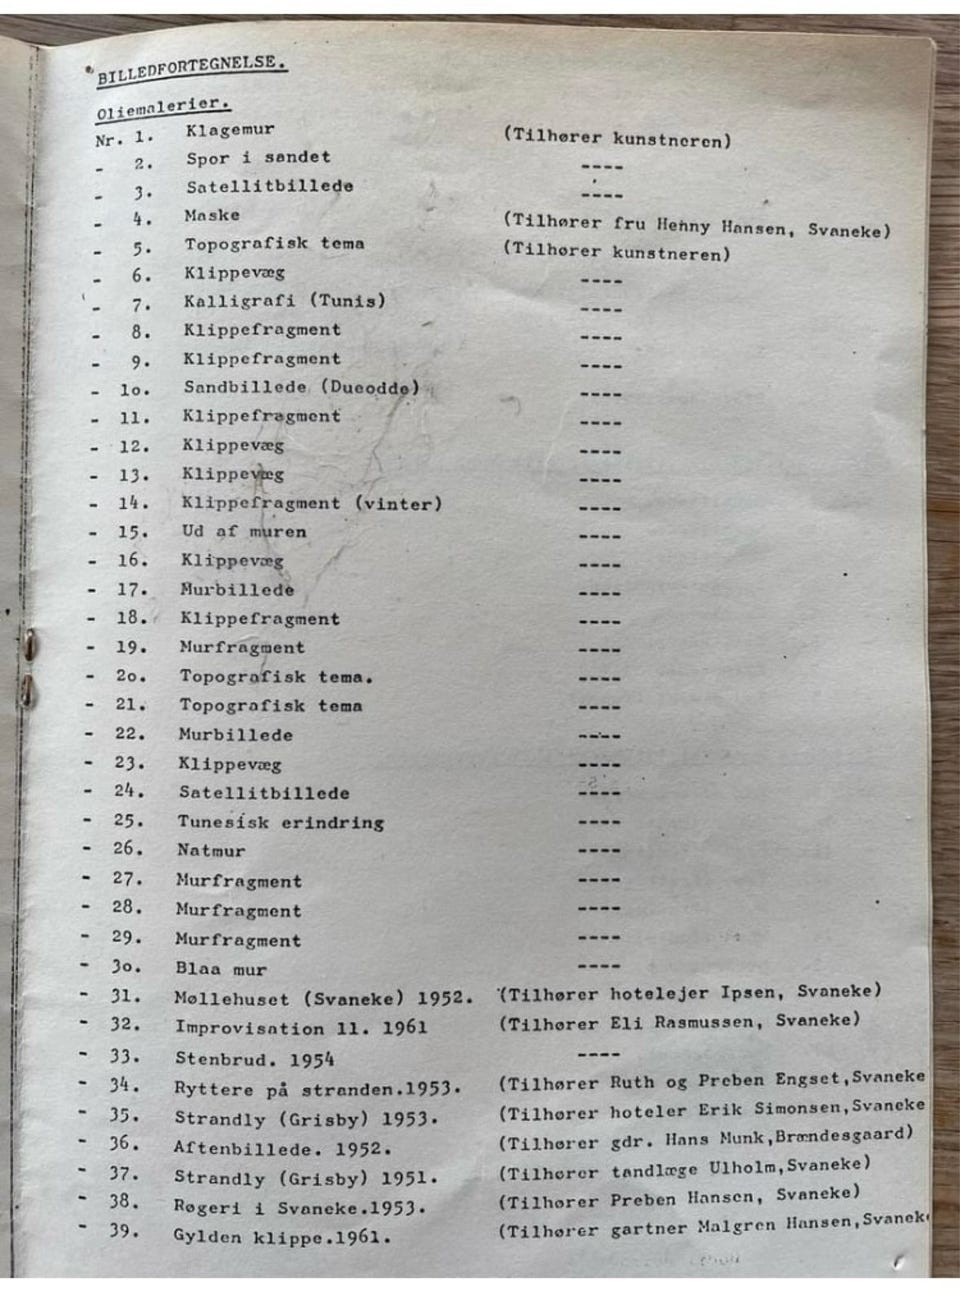 BILLEDFORTEGNELSE.
Oliemalerier.
Nr. 1. Klagemur (Tilhører kunstneren)
- 2. Spor i sandet ----
- 3. Satellitbillede ----
- 4. Maske (Tilhører fru Henny Hansen, Svaneke)
- 5. Topografisk tema (Tilhører kunstneren)
- 6. Klippevæg ----
- 7. Kalligrafi (Tunis) ----
- 8. Klippefragment ----
- 9. Klippefragment ----
- 1o. Sandbillede (Dueodde) ----
- 11. Klippefragment ----
- 12. Klippevæg ----
- 13. Klippevæg ----
- 14. Klippefragment (vinter) ----
- 15. Ud af muren ----
- 16. Klippevæg ----
- 17. Murbillede ----
- 18. Klippefragment ----
- 19. Murfragment ----
- 2o. Topografisk tema. ----
- 21. Topografisk tema ----
- 22. Murbillede ----
- 23. Klippevæg ----
- 24. Satellitbillede ----
- 25. Tunesisk erindring ----
- 26. Natmur ----
- 27. Murfragment ----
- 28. Murfragment ----
- 29. Murfragment ----
- 3o. Blaa mur ----
- 31. Møllehuset (Svaneke) 1952. (Tilhører hotelejer Ipsen, Svaneke)
- 32. Improvisation 11. 1961 (Tilhører Eli Rasmussen, Svaneke)
- 33. Stenbrud. 1954 ----
- 34. Ryttere på stranden.1953. (Tilhører Ruth og Preben Engset,Svaneke
- 35. Strandly (Grisby) 1953. (Tilhører hoteler Erik Simonsen,Svaneke
- 36. Aftenbillede. 1952. (Tilhører gdr. Hans Munk,Brændesgaard)
- 37. Strandly (Grisby) 1951. (Tilhører tandlæge Ulholm,Svaneke)
- 38. Røgeri i Svaneke.1953. (Tilhører Preben Hansen, Svaneke)
- 39. Gylden klippe.1961. (Tilhører gartner Malgren Hansen,Svanek